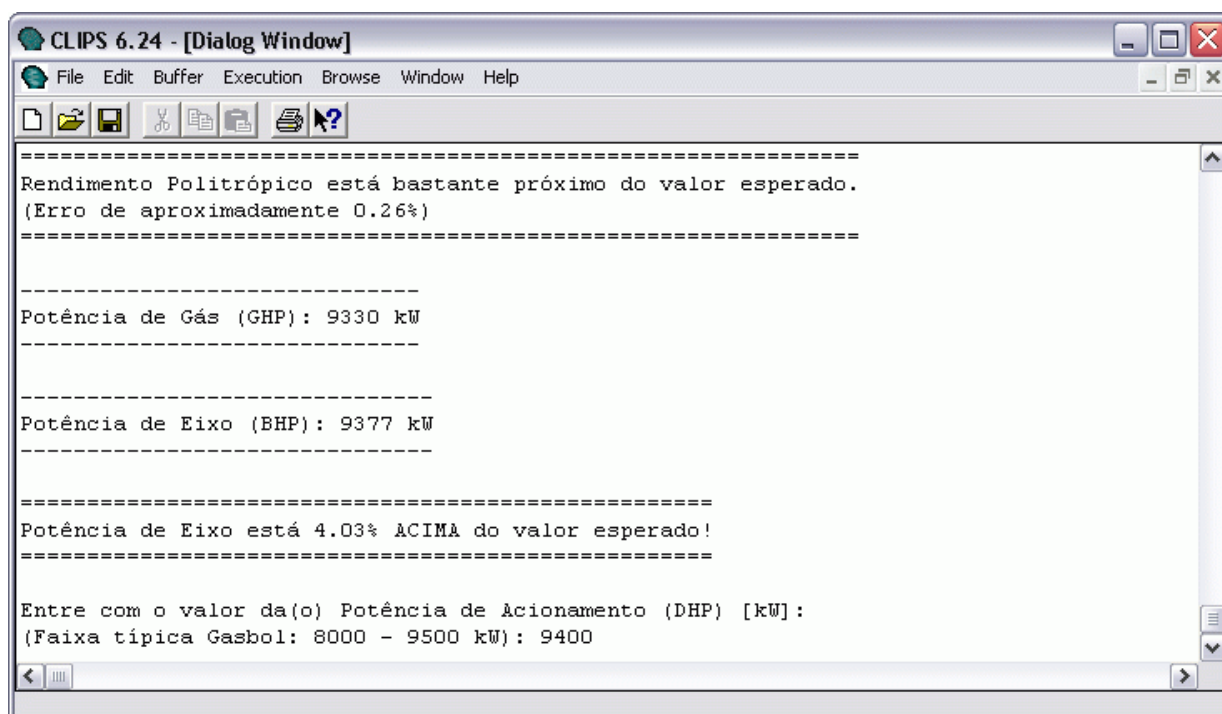 CLIPS 6.24 - [Dialog Window]
File Edit Buffer Execution Browse Window Help
===============================================================
Rendimento Politrópico está bastante próximo do valor esperado.
(Erro de aproximadamente 0.26%)
===============================================================
------------------------------
Potência de Gás (GHP): 9330 kW
------------------------------
-------------------------------
Potência de Eixo (BHP): 9377 kW
-------------------------------
====================================================
Potência de Eixo está 4.03% ACIMA do valor esperado!
====================================================
Entre com o valor da(o) Potência de Acionamento (DHP) [kW]:
(Faixa típica Gasbol: 8000 - 9500 kW): 9400